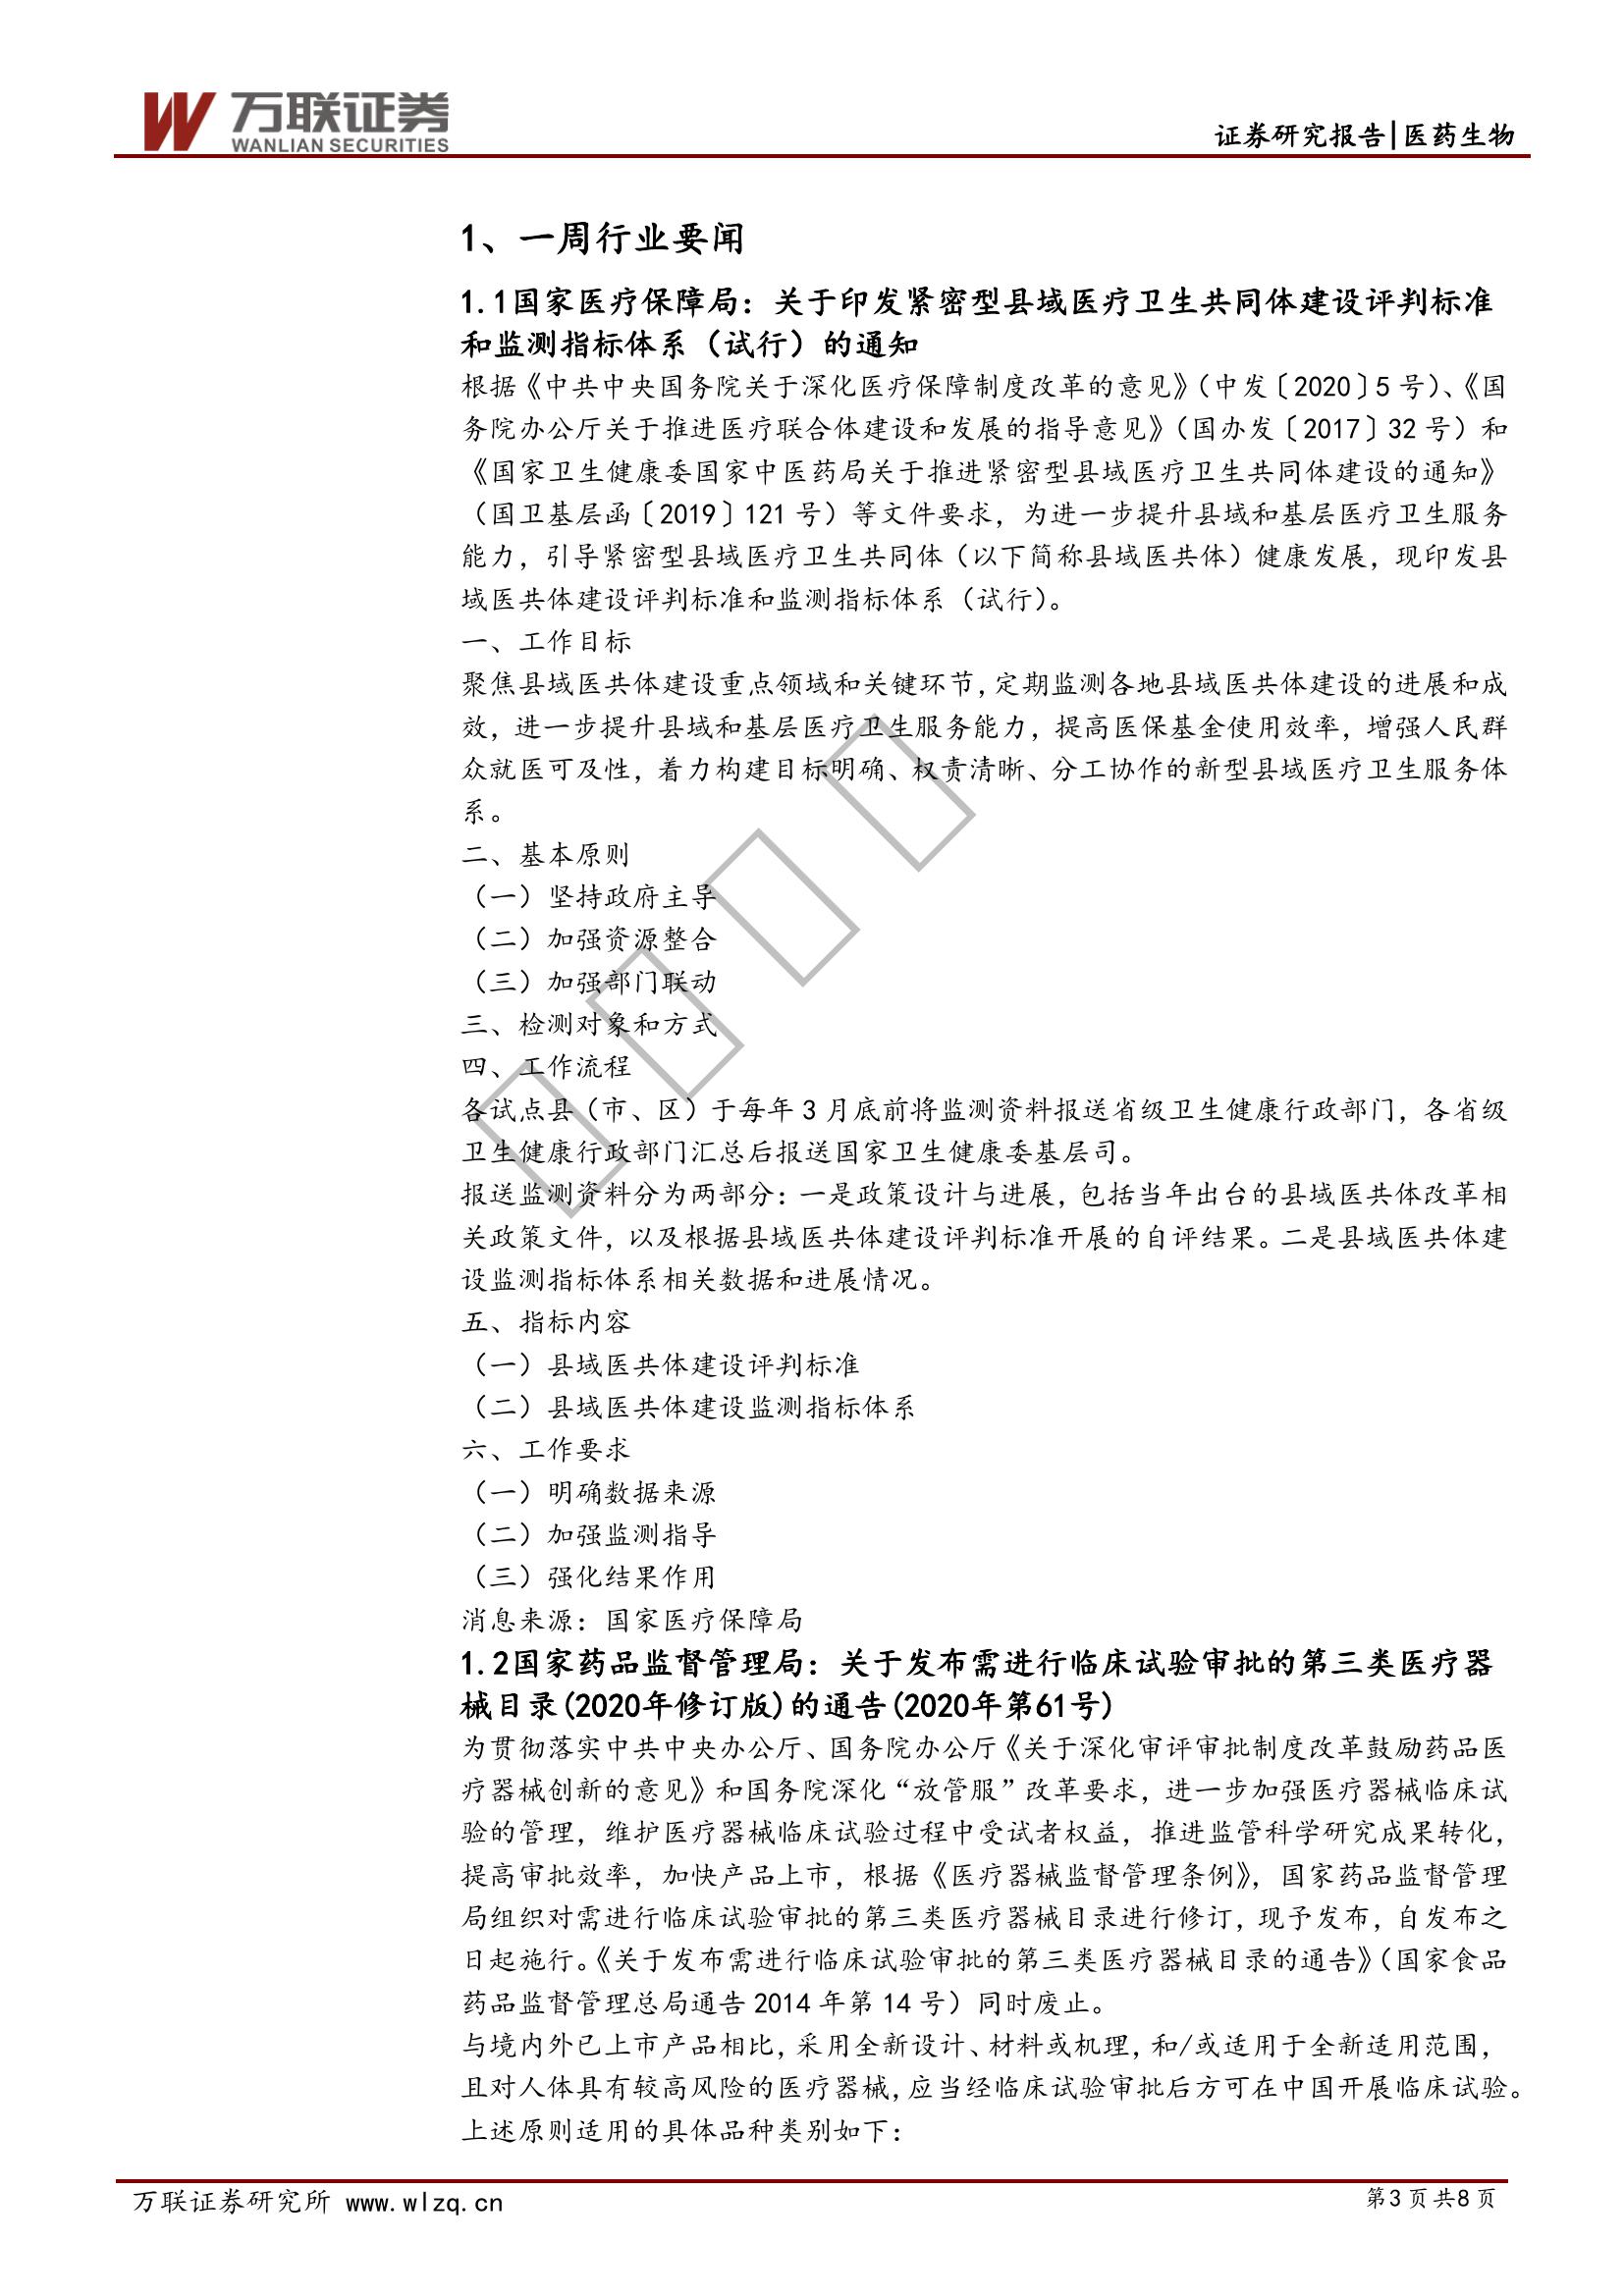 万联证券
WANLIAN SECURITIES
证券研究报告|医药生物
1、一周行业要闻
1.1国家医疗保障局：关于印发紧密型县域医疗卫生共同体建设评判标准
和监测指标体系（试行）的通知
根据《中共中央国务院关于深化医疗保障制度改革的意见》（中发〔2020〕5 号）、《国
务院办公厅关于推进医疗联合体建设和发展的指导意见》（国办发〔2017〕32 号）和
《国家卫生健康委国家中医药局关于推进紧密型县域医疗卫生共同体建设的通知》
（国卫基层函〔2019〕121 号）等文件要求，为进一步提升县域和基层医疗卫生服务
能力，引导紧密型县域医疗卫生共同体（以下简称县域医共体）健康发展，现印发县
域医共体建设评判标准和监测指标体系（试行）。
一、工作目标
聚焦县域医共体建设重点领域和关键环节，定期监测各地县域医共体建设的进展和成
效，进一步提升县域和基层医疗卫生服务能力，提高医保基金使用效率，增强人民群
众就医可及性，着力构建目标明确、权责清晰、分工协作的新型县域医疗卫生服务体
系。
二、基本原则
（一）坚持政府主导
（二）加强资源整合
（三）加强部门联动
三、检测对象和方式
四、工作流程
各试点县（市、区）于每年 3 月底前将监测资料报送省级卫生健康行政部门，各省级
卫生健康行政部门汇总后报送国家卫生健康委基层司。
报送监测资料分为两部分：一是政策设计与进展，包括当年出台的县域医共体改革相
关政策文件，以及根据县域医共体建设评判标准开展的自评结果。二是县域医共体建
设监测指标体系相关数据和进展情况。
五、指标内容
（一）县域医共体建设评判标准
（二）县域医共体建设监测指标体系
六、工作要求
（一）明确数据来源
（二）加强监测指导
（三）强化结果作用
消息来源：国家医疗保障局
1.2国家药品监督管理局：关于发布需进行临床试验审批的第三类医疗器
械目录(2020年修订版)的通告(2020年第61号)
为贯彻落实中共中央办公厅、国务院办公厅《关于深化审评审批制度改革鼓励药品医
疗器械创新的意见》和国务院深化“放管服”改革要求，进一步加强医疗器械临床试
验的管理，维护医疗器械临床试验过程中受试者权益，推进监管科学研究成果转化，
提高审批效率，加快产品上市，根据《医疗器械监督管理条例》，国家药品监督管理
局组织对需进行临床试验审批的第三类医疗器械目录进行修订，现予发布，自发布之
日起施行。《关于发布需进行临床试验审批的第三类医疗器械目录的通告》（国家食品
药品监督管理总局通告 2014 年第 14 号）同时废止。
与境内外已上市产品相比，采用全新设计、材料或机理，和/或适用于全新适用范围，
且对人体具有较高风险的医疗器械，应当经临床试验审批后方可在中国开展临床试验。
上述原则适用的具体品种类别如下：
万联证券研究所 www.wlzq.cn
第3页共8页